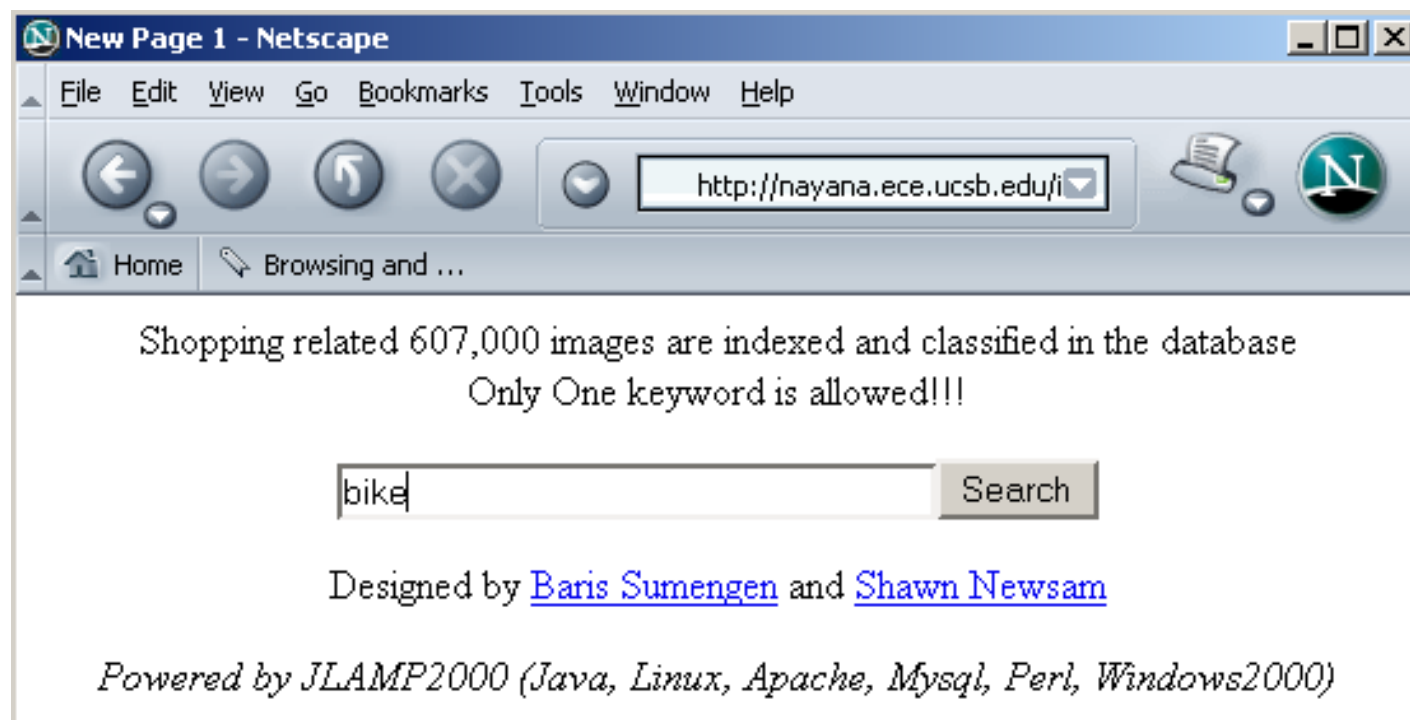 New Page 1 - Netscape
File Edit View Go Bookmarks Tools Window Help
http://nayana.ece.ucsb.edu/i
N
Home Browsing and ...
Shopping related 607,000 images are indexed and classified in the database
Only One keyword is allowed!!!
bike Search
Designed by Baris Sumengen and Shawn Newsam
Powered by JLAMP2000 (Java, Linux, Apache, Mysql, Perl, Windows2000)